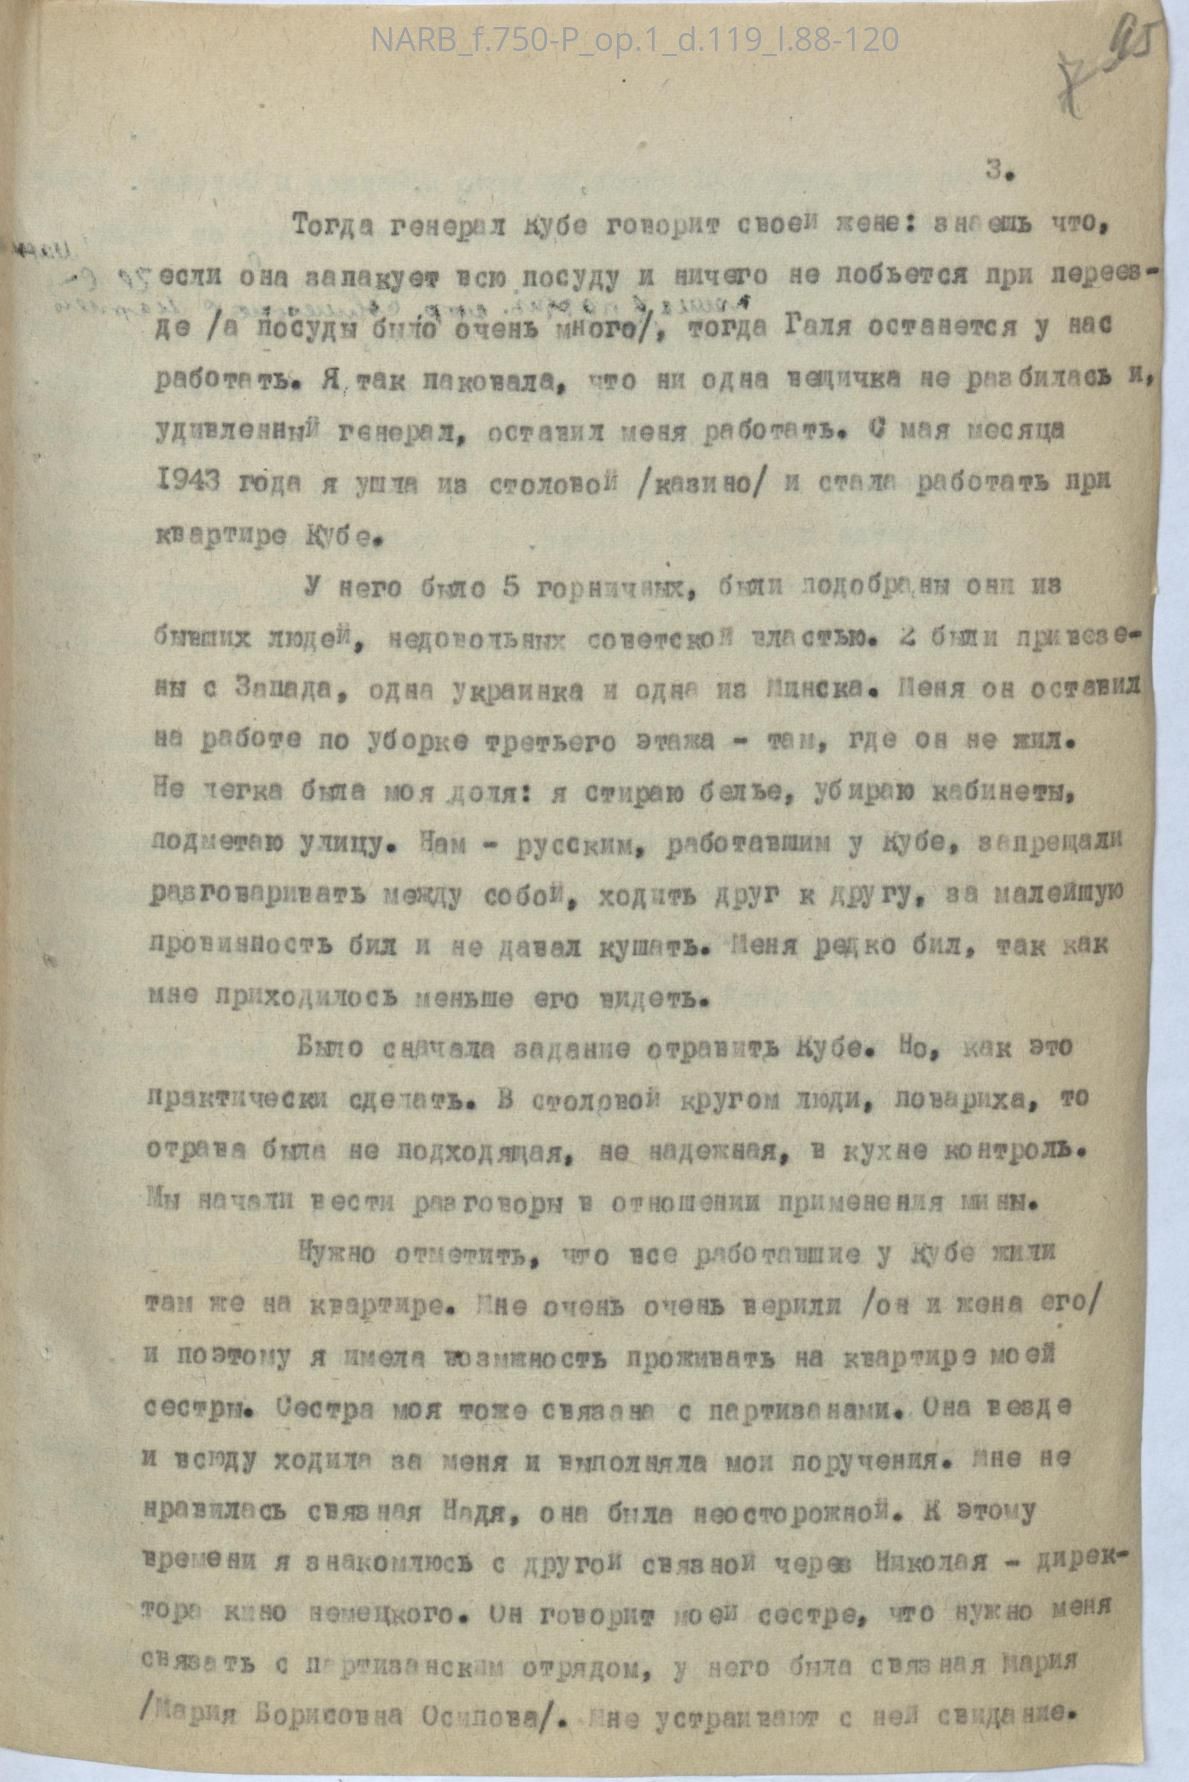 NARB_f.750-P_op.1_d.119_l.88-120
95
7
3.
Тогда генерал Кубе говорит своей жене: знаешь что,
если она запакует всю посуду и ничего не побьется при переез-
де /а посуды было очень много/, тогда Галя останется у нас
работать. Я так паковала, что ни одна вещичка не разбилась и,
удивленный генерал, оставил меня работать. С мая месяца
1943 года я ушла из столовой /казино/ и стала работать при
квартире Кубе.
У него было 5 горничных, были подобраны они из
бывших людей, недовольных советской властью. 2 были привезе-
ны с Запада, одна украинка и одна из Минска. Меня он оставил
на работе по уборке третьего этажа - там, где он не жил.
Не легка была моя доля: я стираю белье, убираю кабинеты,
подметаю улицу. Нам - русским, работавшим у Кубе, запрещали
разговаривать между собой, ходить друг к другу, за малейшую
провинность бил и не давал кушать. Меня редко бил, так как
мне приходилось меньше его видеть.
Было сначала задание отравить Кубе. Но, как это
практически сделать. В столовой кругом люди, повариха, то
отрава была не подходящая, не надежная, в кухне контроль.
Мы начали вести разговоры в отношении применения мины.
Нужно отметить, что все работавшие у Кубе жили
там же на квартире. Мне очень очень верили /он и жена его/
и поэтому я имела возмжность проживать на квартире моей
сестры. Сестра моя тоже связана с партизанами. Она везде
и всюду ходила за меня и выполняла мои поручения. Мне не
нравилась связная Надя, она была неосторожной. К этому
времени я знакомлюсь с другой связной через Николая - дирек-
тора кино немецкого. Он говорит моей сестре, что нужно меня
связать с партизанским отрядом, у него была связная Мария
/Мария Борисовна Осипова/. Мне устраивают с ней свидание.